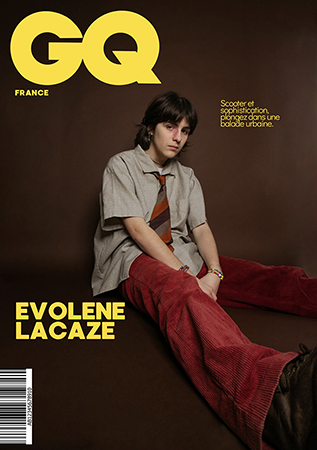 GQ
FRANCE
Scooter et
sophistication,
plongez dans une
balade urbaine.
EVOLENE
LACAZE